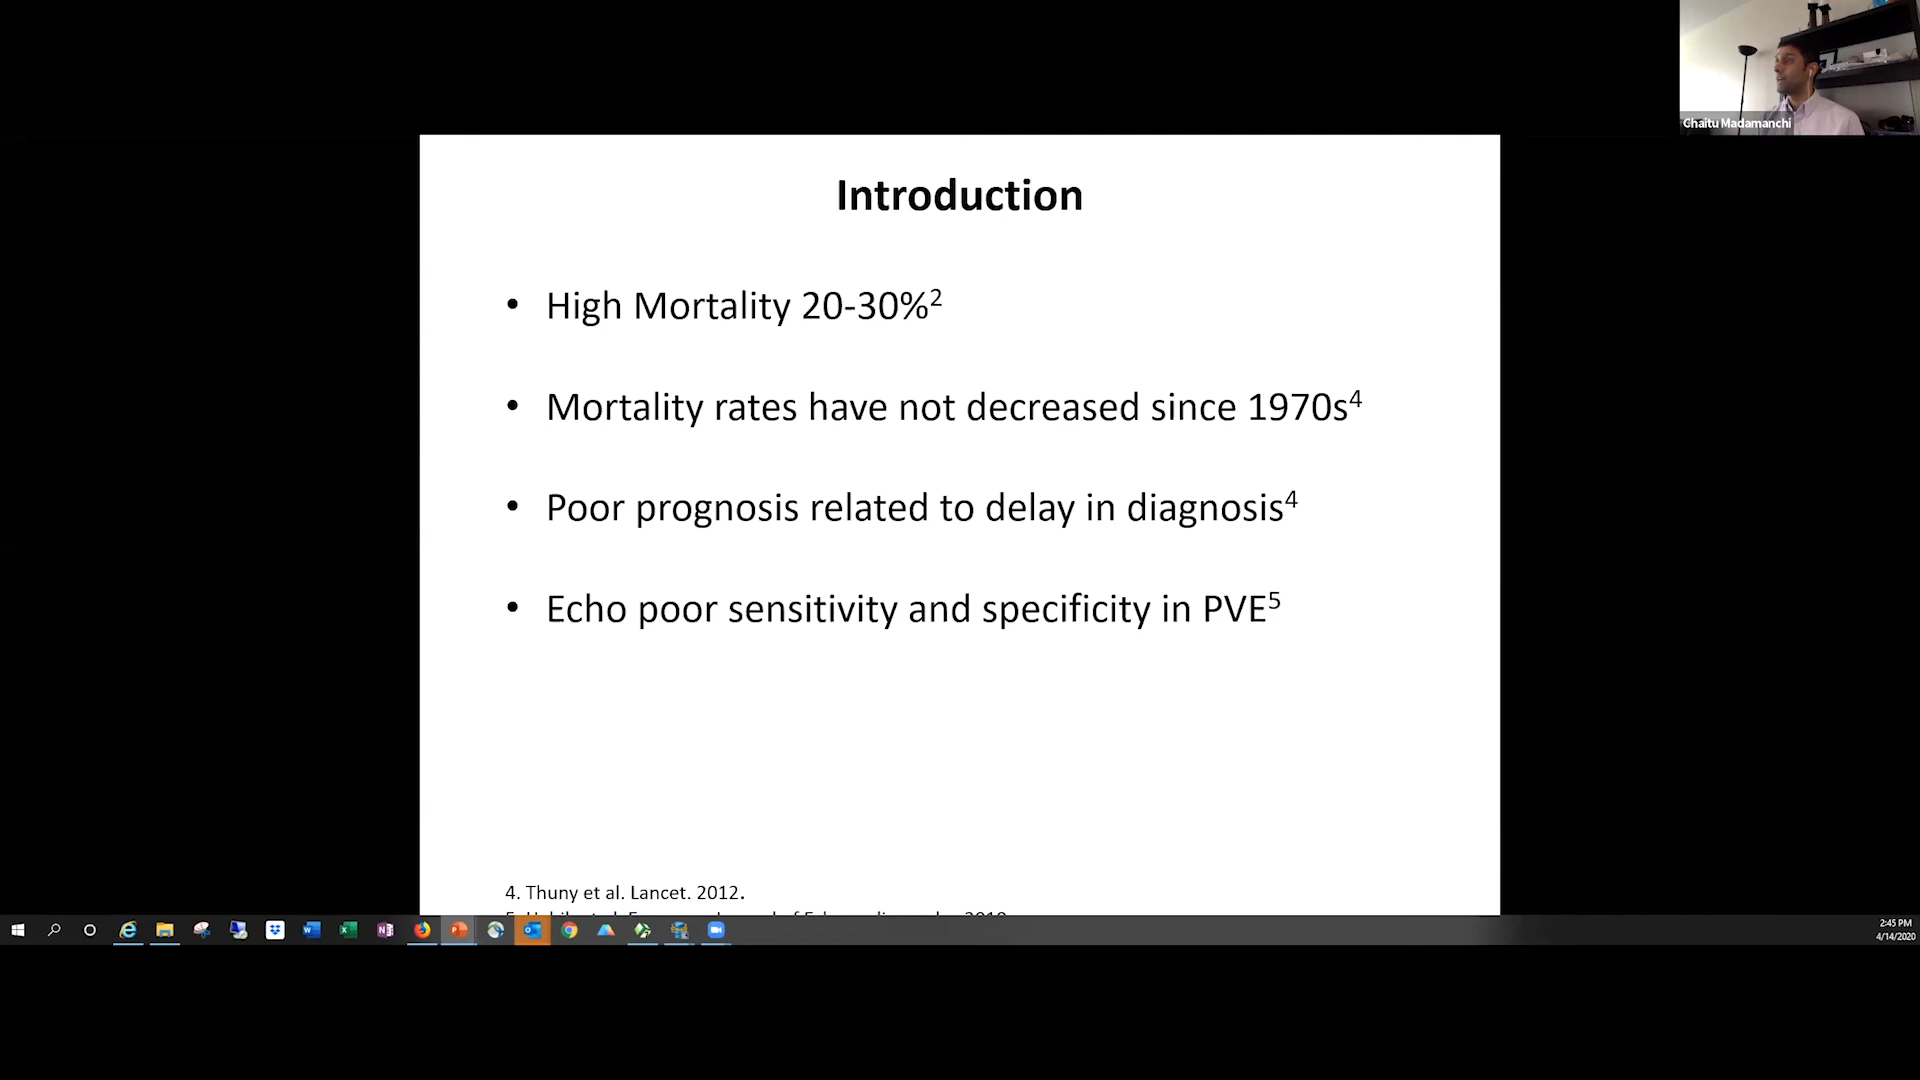 Chaitu Madamanchi
Introduction
• High Mortality 20-30%²
• Mortality rates have not decreased since 1970s⁴
• Poor prognosis related to delay in diagnosis⁴
• Echo poor sensitivity and specificity in PVE⁵
4. Thuny et al. Lancet. 2012.
2:45 PM
4/14/2020